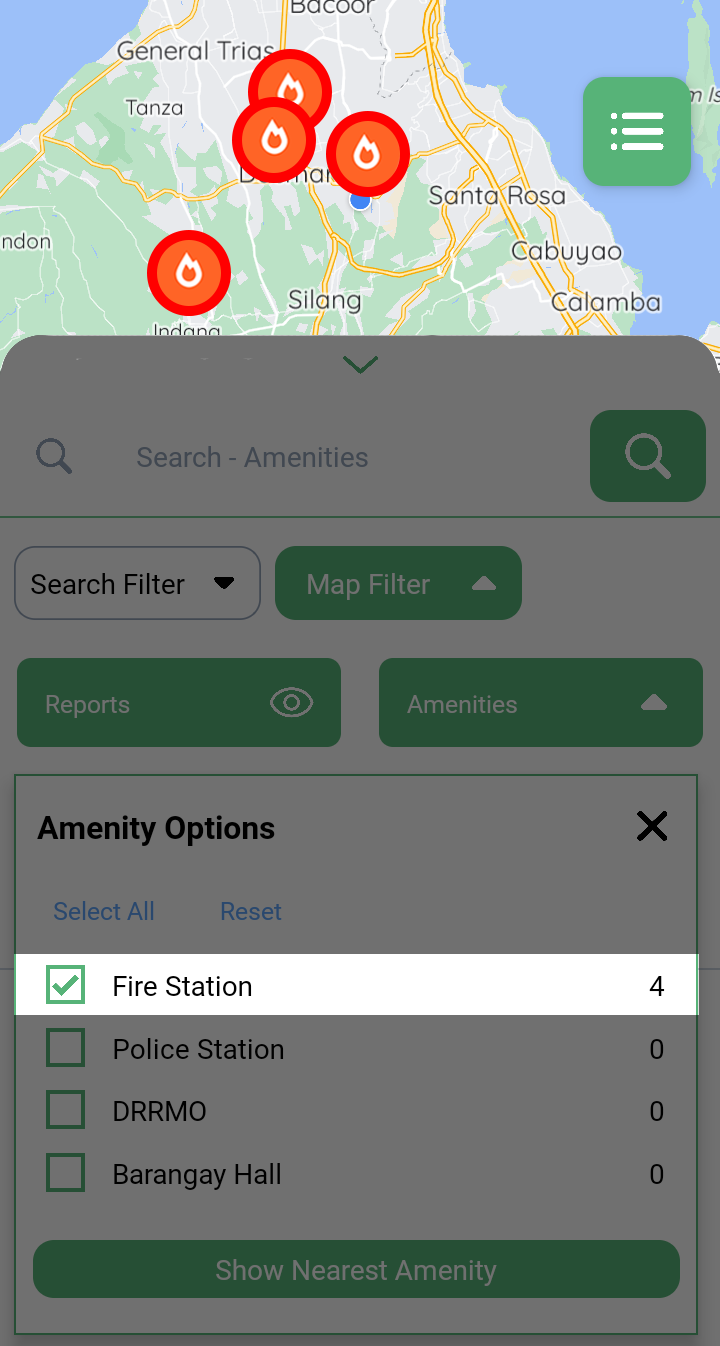 Bacoor
General Trias
Tanza
Santa Rosa
ndon
Cabuyao
Silang
Calamba
Indang
Search - Amenities
Search Filter
Map Filter
Reports
Amenities
Amenity Options
Select All
Reset
Fire Station 4
Police Station 0
DRRMO 0
Barangay Hall 0
Show Nearest Amenity